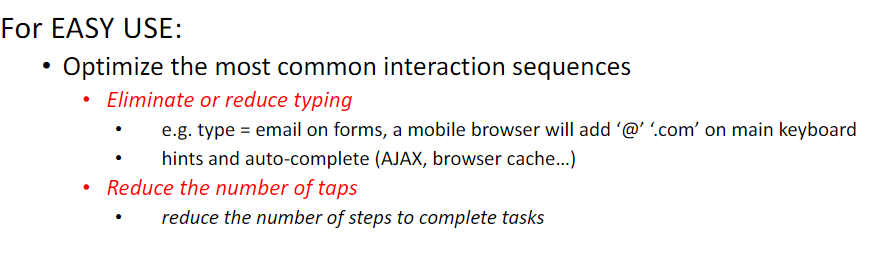 For EASY USE:
• Optimize the most common interaction sequences
• Eliminate or reduce typing
• e.g. type = email on forms, a mobile browser will add ‘@’ ‘.com’ on main keyboard
• hints and auto-complete (AJAX, browser cache…)
• Reduce the number of taps
• reduce the number of steps to complete tasks